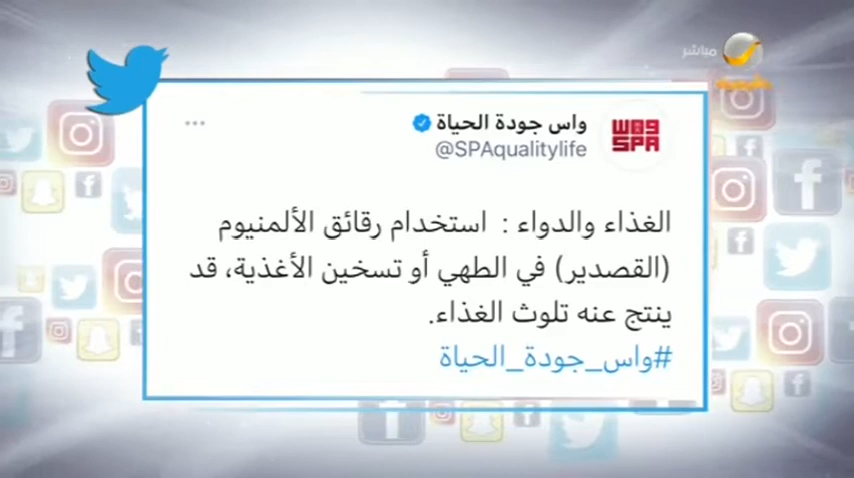 مباشر
واس جودة الحياة
@SPAqualitylife
واس
SPA
الغذاء والدواء : استخدام رقائق الألمنيوم
(القصدير) في الطهي أو تسخين الأغذية، قد
ينتج عنه تلوث الغذاء.
#واس_جودة_الحياة